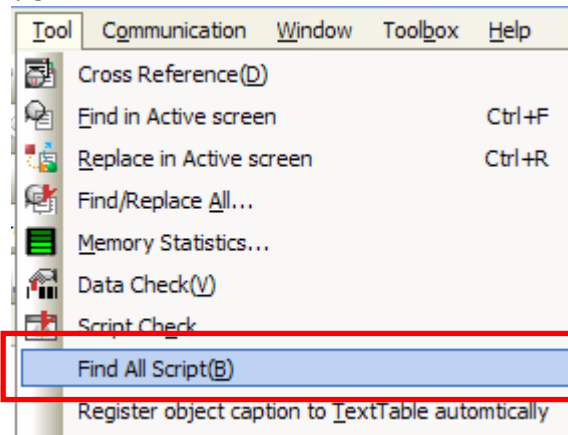 Tool Communication Window Toolbox Help
Cross Reference(D)
Find in Active screen Ctrl+F
Replace in Active screen Ctrl+R
Find/Replace All...
Memory Statistics...
Data Check(V)
Script Check
Find All Script(B)
Register object caption to TextTable automtically